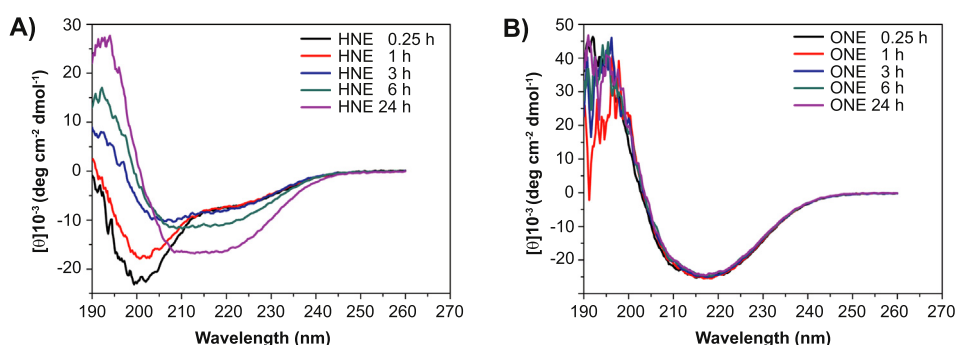 A)
[θ]10⁻³ (deg cm⁻² dmol⁻¹)
30
20
10
0
-10
-20
HNE 0.25 h
HNE 1 h
HNE 3 h
HNE 6 h
HNE 24 h
190 200 210 220 230 240 250 260 270
Wavelength (nm)
B)
[θ]10⁻³ (deg cm⁻² dmol⁻¹)
50
40
30
20
10
0
-10
-20
-30
ONE 0.25 h
ONE 1 h
ONE 3 h
ONE 6 h
ONE 24 h
190 200 210 220 230 240 250 260 270
Wavelength (nm)